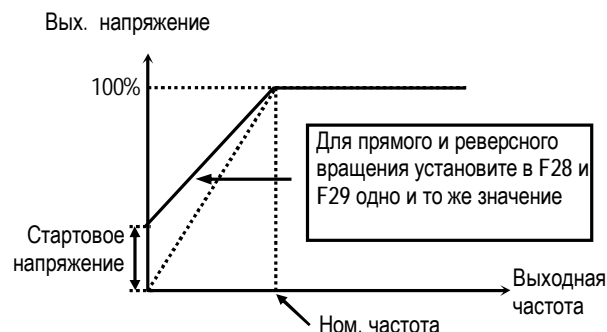 Вых. напряжение
100%
Для прямого и реверсного
вращения установите в F28 и
F29 одно и то же значение
Стартовое
напряжение
Выходная
частота
Ном. частота